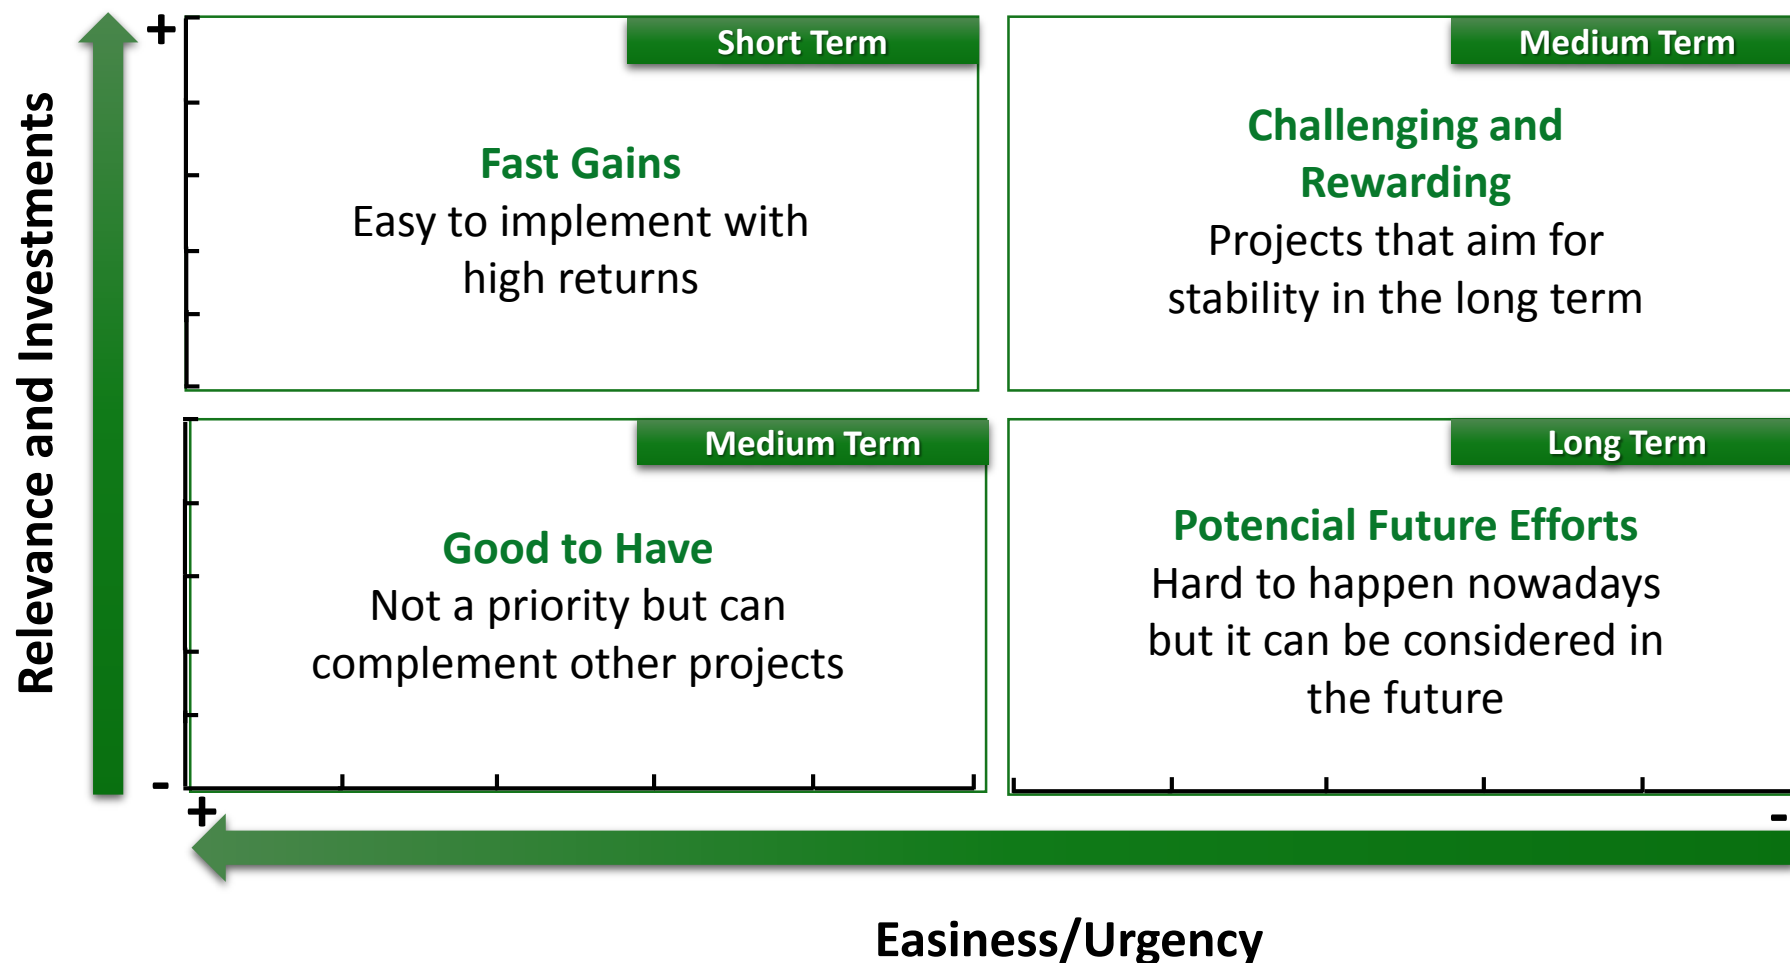 Relevance and Investments
+
Short Term
Fast Gains
Easy to implement with
high returns
Medium Term
Challenging and
Rewarding
Projects that aim for
stability in the long term
Medium Term
Good to Have
Not a priority but can
complement other projects
Long Term
Potencial Future Efforts
Hard to happen nowadays
but it can be considered in
the future
-
+
-
Easiness/Urgency